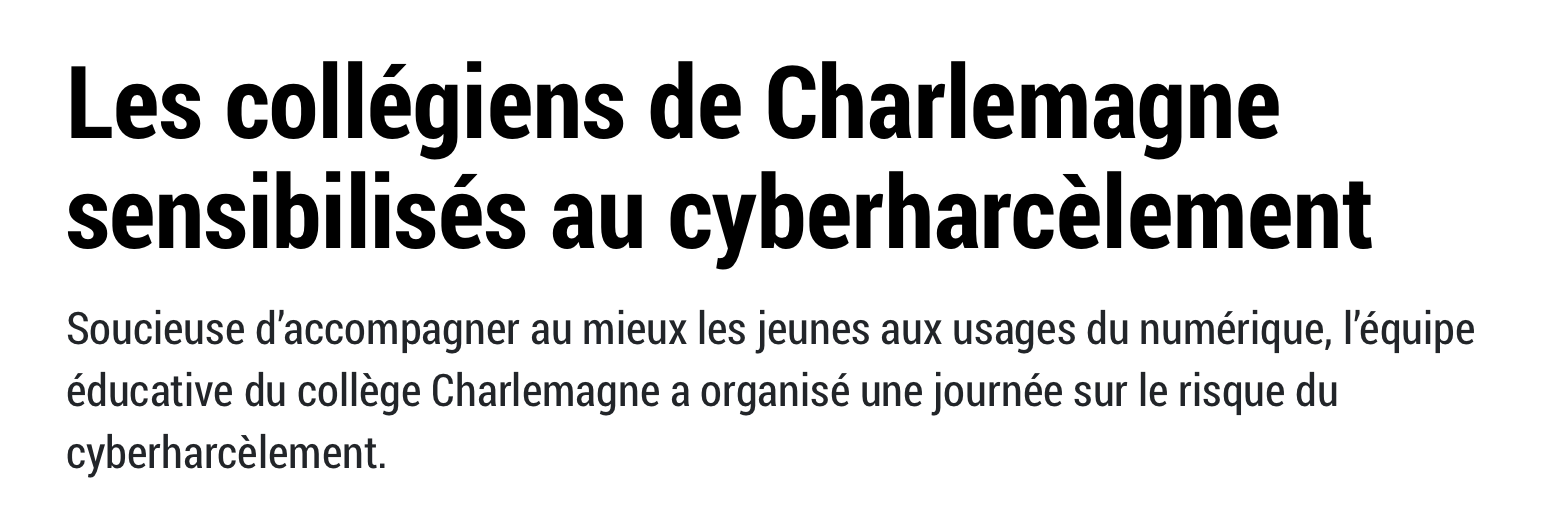 Les collégiens de Charlemagne
sensibilisés au cyberharcèlement
Soucieuse d’accompagner au mieux les jeunes aux usages du numérique, l’équipe
éducative du collège Charlemagne a organisé une journée sur le risque du
cyberharcèlement.